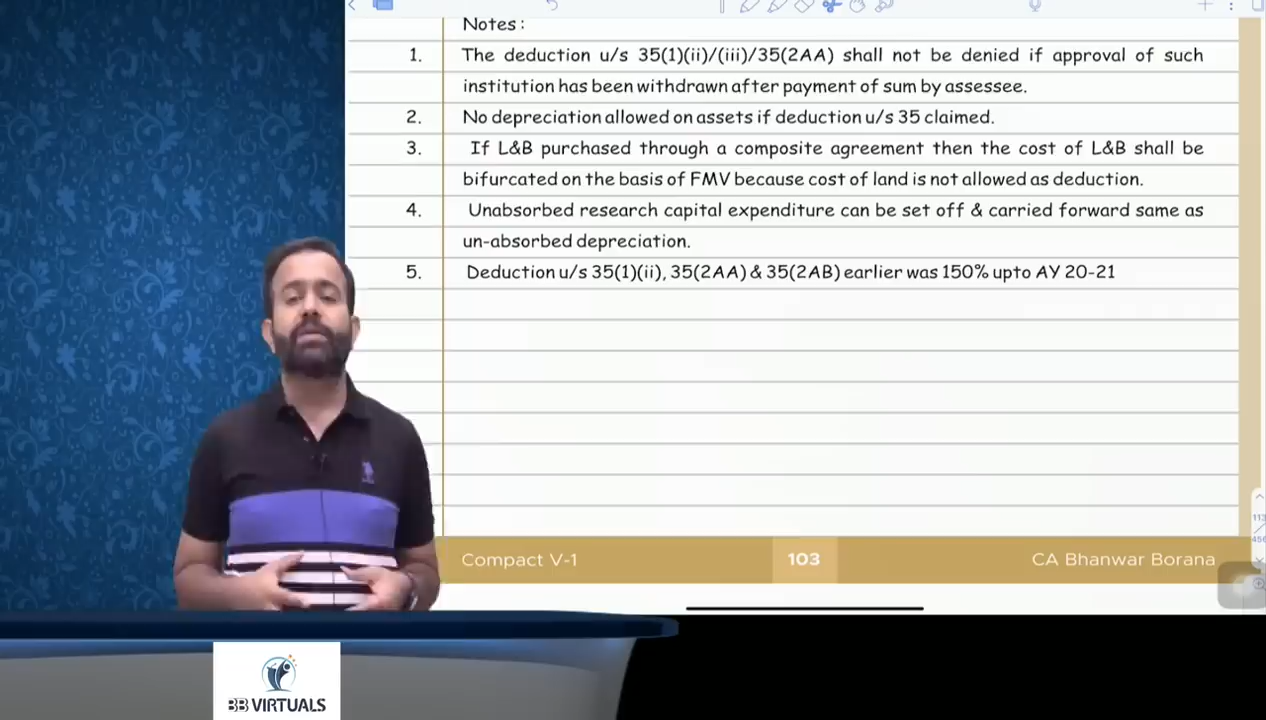 Notes :
1. The deduction u/s 35(1)(ii)/(iii)/35(2AA) shall not be denied if approval of such
institution has been withdrawn after payment of sum by assessee.
2. No depreciation allowed on assets if deduction u/s 35 claimed.
3. If L&B purchased through a composite agreement then the cost of L&B shall be
bifurcated on the basis of FMV because cost of land is not allowed as deduction.
4. Unabsorbed research capital expenditure can be set off & carried forward same as
un-absorbed depreciation.
5. Deduction u/s 35(1)(ii), 35(2AA) & 35(2AB) earlier was 150% upto AY 20-21
Compact V-1 103 CA Bhanwar Borana
BB VIRTUALS